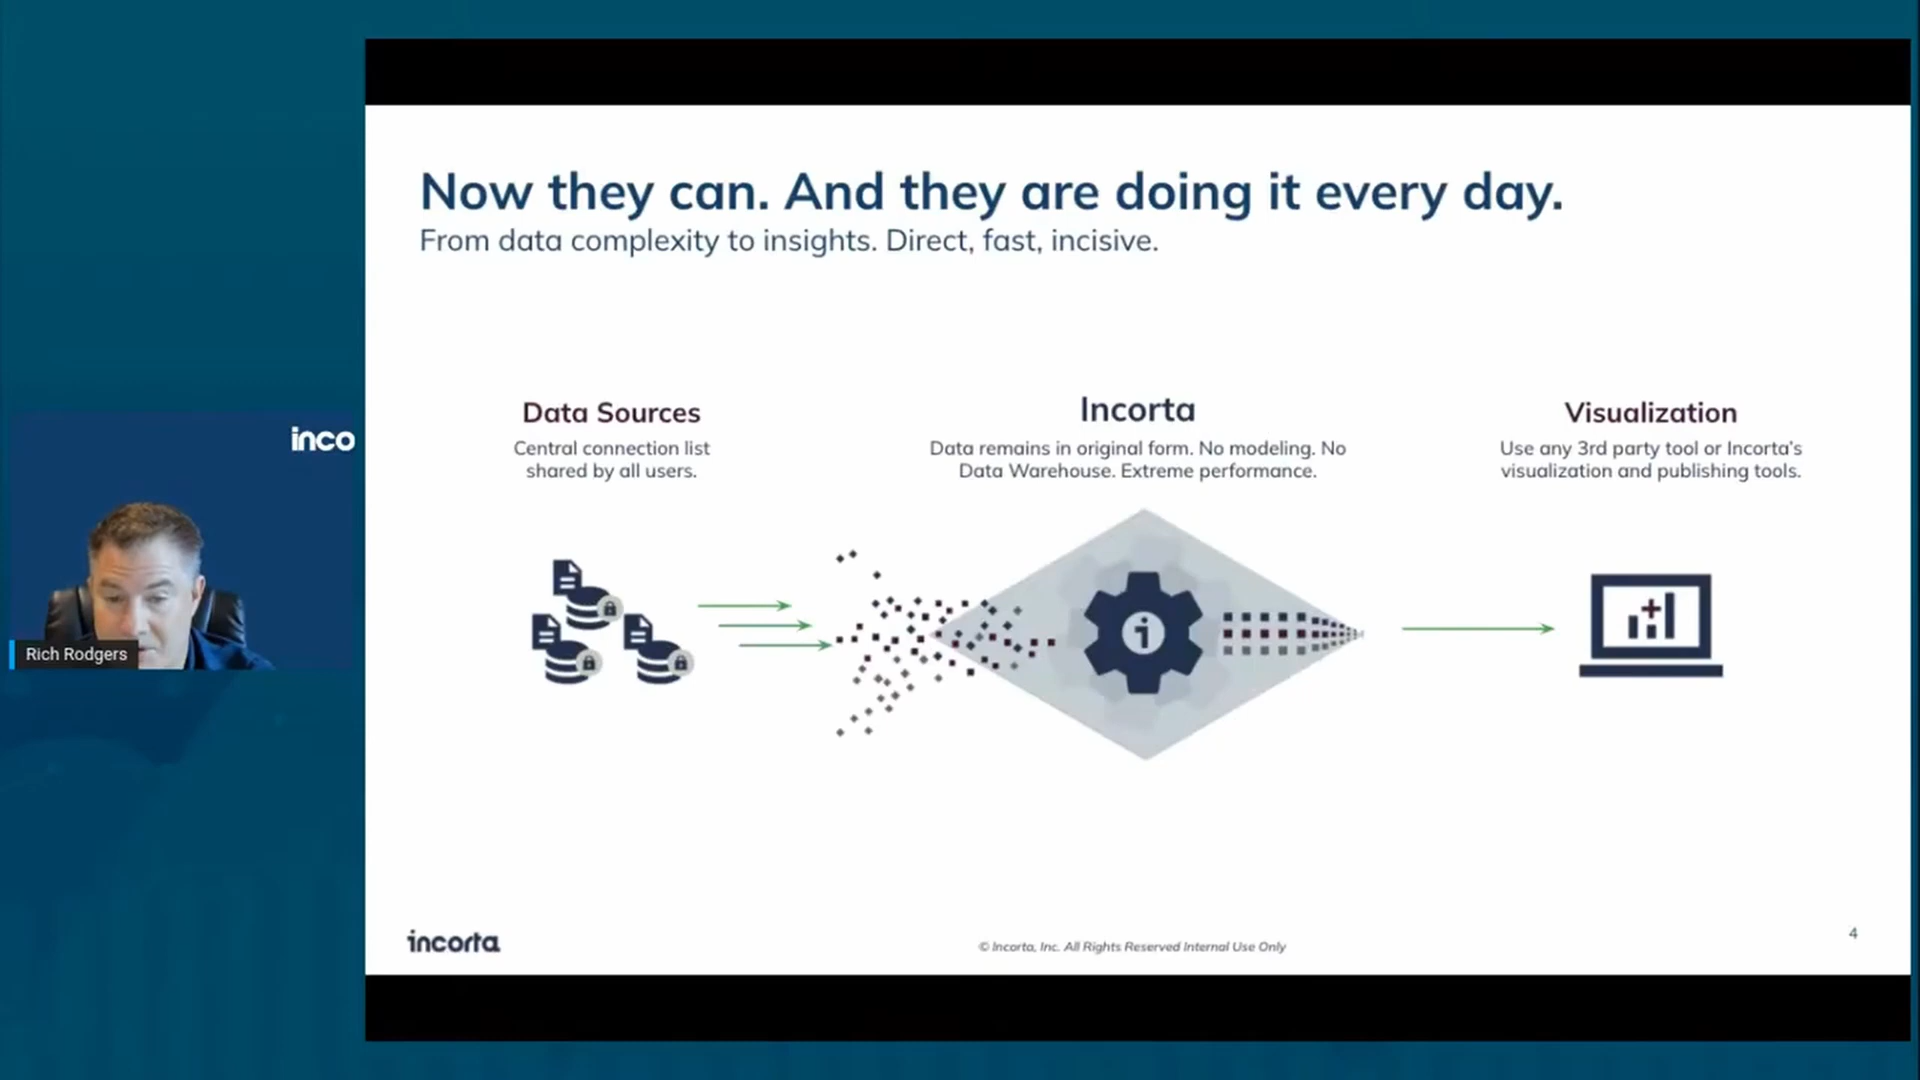 Now they can. And they are doing it every day.
From data complexity to insights. Direct, fast, incisive.
Data Sources
Central connection list
shared by all users.
Incorta
Data remains in original form. No modeling. No
Data Warehouse. Extreme performance.
Visualization
Use any 3rd party tool or Incorta's
visualization and publishing tools.
inco
Rich Rodgers
i
incorta
© Incorta, Inc. All Rights Reserved Internal Use Only
4